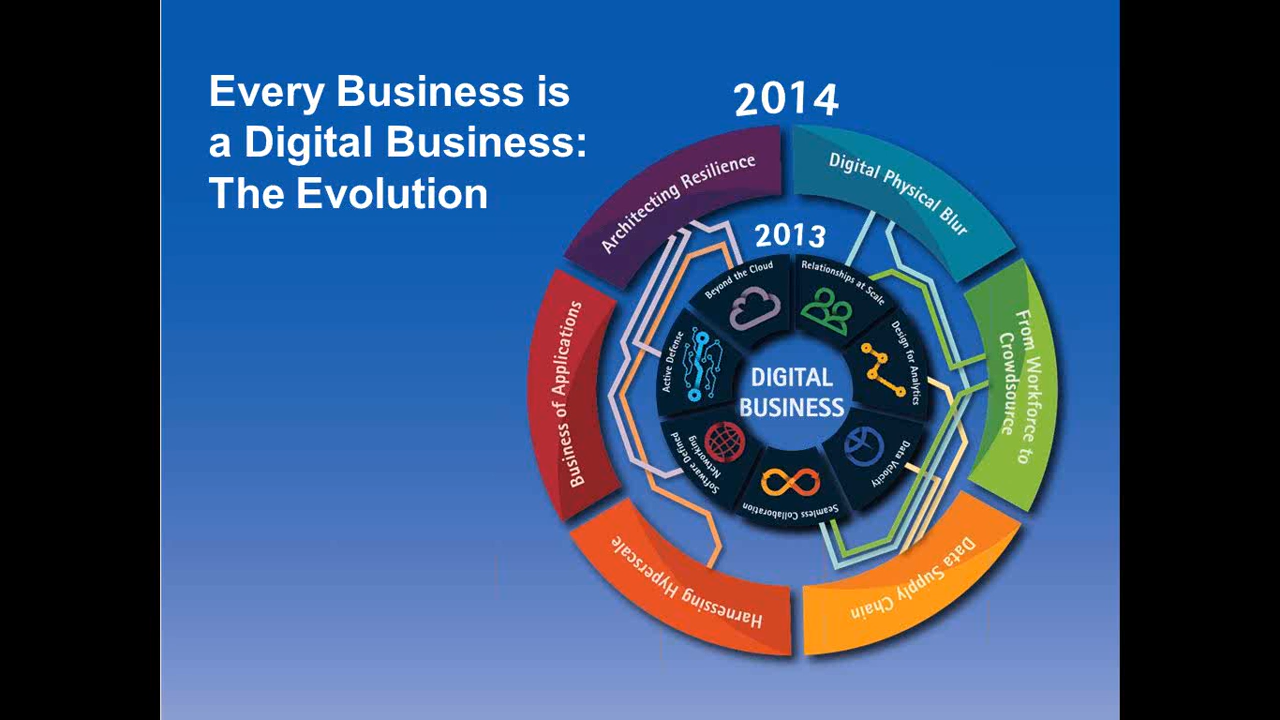 Every Business is
a Digital Business:
The Evolution
2014
Architecting Resilience
Digital Physical Blur
From Workforce to
Crowdsource
Data Supply Chain
Harnessing Hyperscale
Business of Applications
2013
Beyond the Cloud
Relationships at Scale
Design for Analytics
Data Velocity
Seamless Collaboration
Software Defined
Networking
Active Defense
DIGITAL
BUSINESS